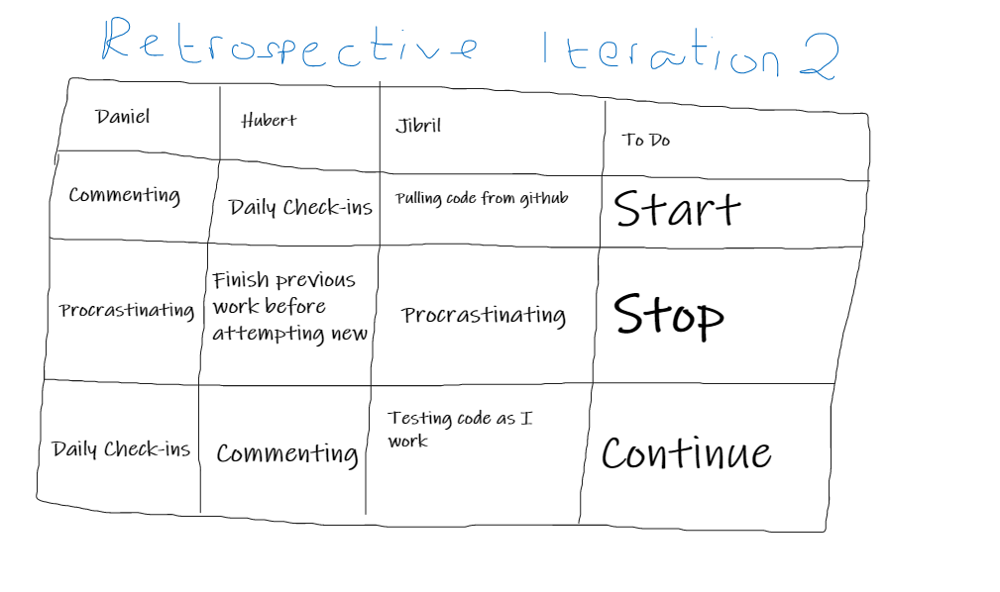 Retrospective Iteration 2
Daniel
Hubert
Jibril
To Do
Commenting
Daily Check-ins
Pulling code from github
Start
Procrastinating
Finish previous
work before
attempting new
Procrastinating
Stop
Daily Check-ins
Commenting
Testing code as I
work
Continue